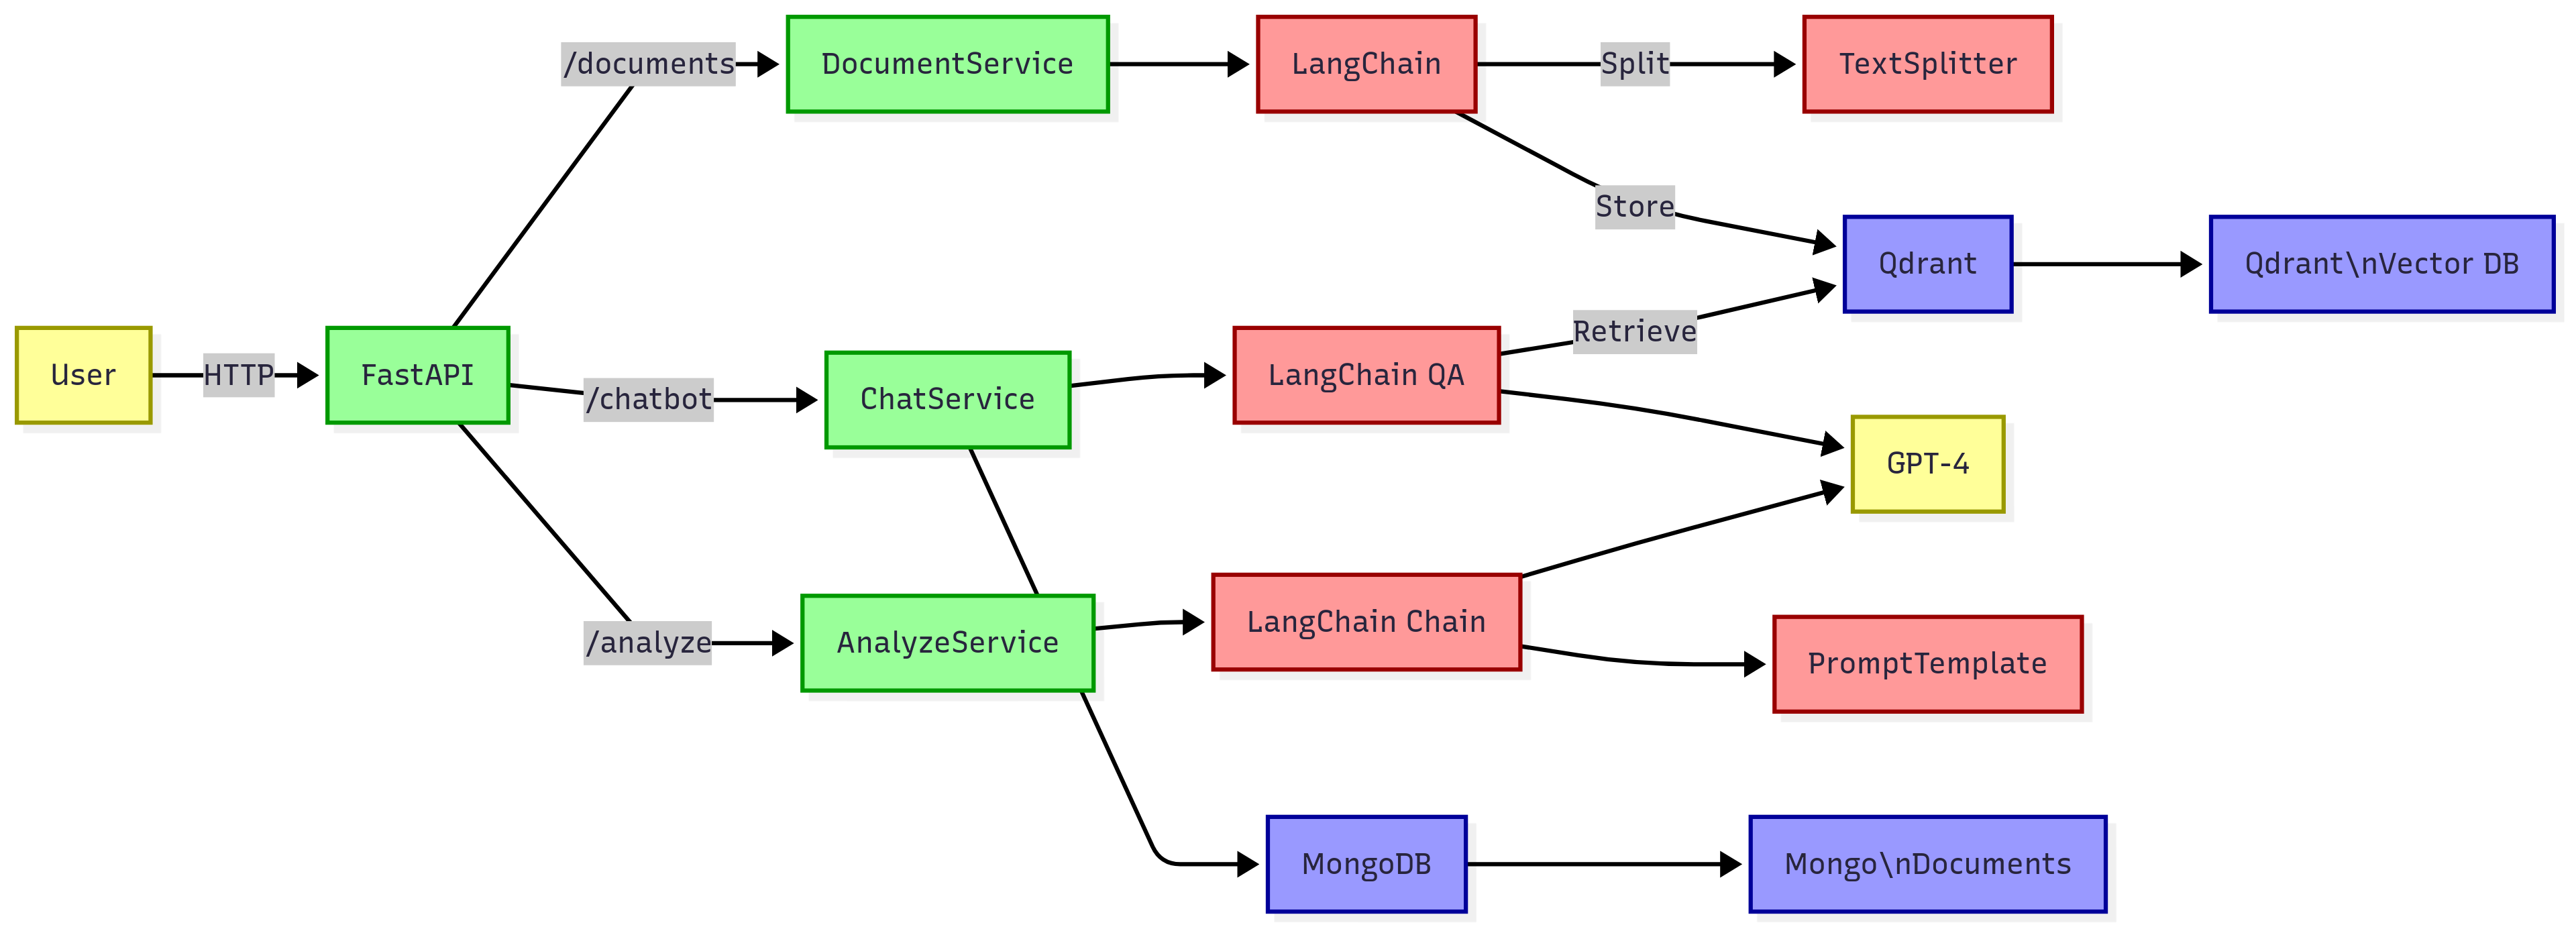 /documents
DocumentService
LangChain
Split
TextSplitter
Store
Qdrant
Qdrant\nVector DB
User
HTTP
FastAPI
/chatbot
ChatService
LangChain QA
Retrieve
GPT-4
/analyze
AnalyzeService
LangChain Chain
PromptTemplate
MongoDB
Mongo\nDocuments